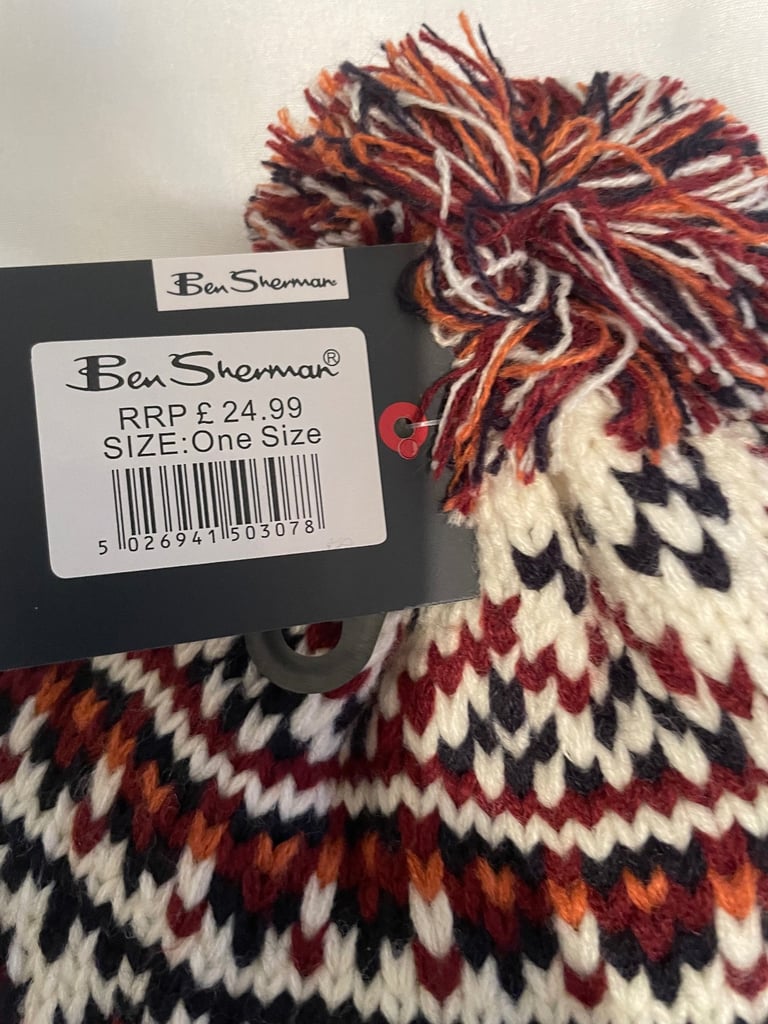 Ben Sherman
Ben Sherman®
RRP £ 24.99
SIZE:One Size
5 026941 503078